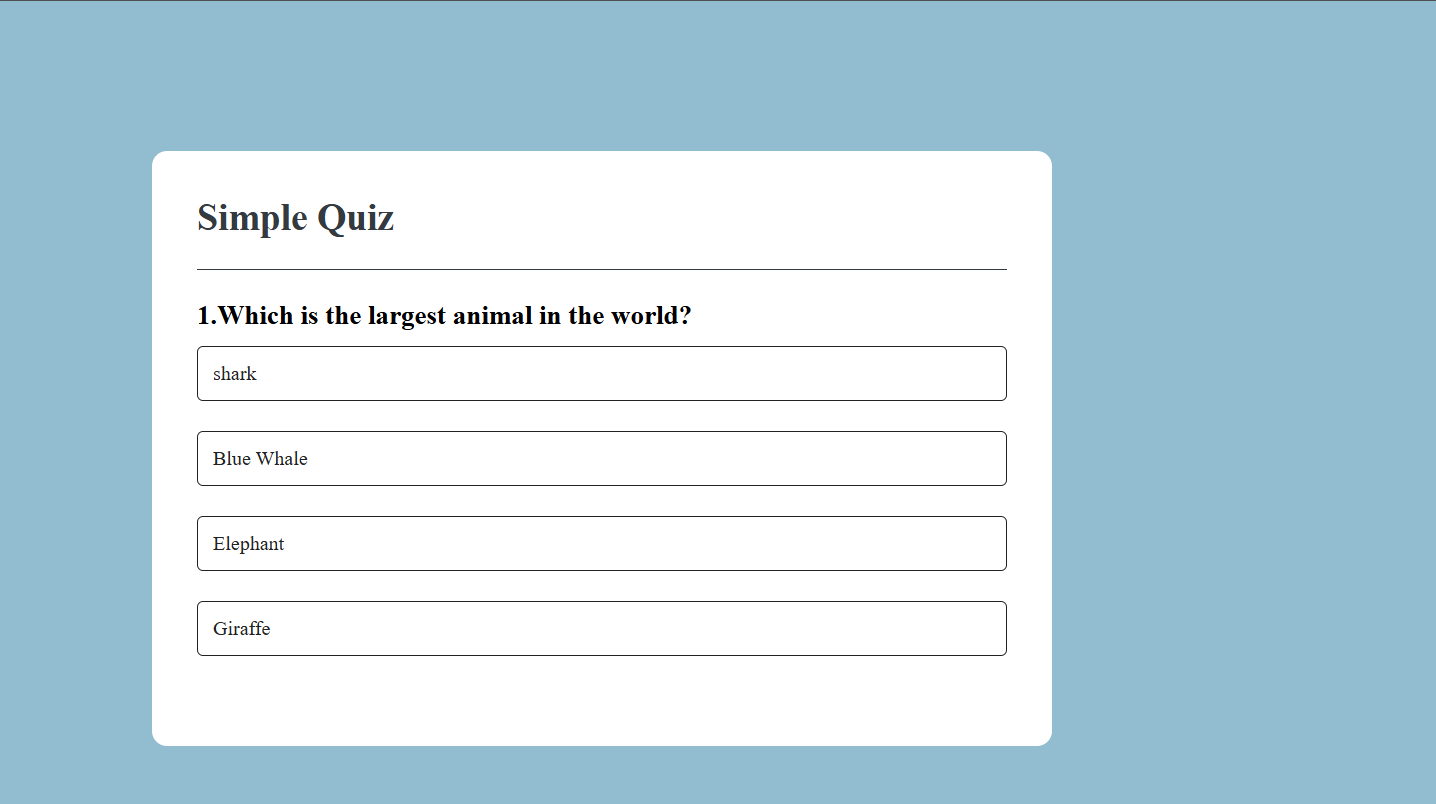 Simple Quiz
1.Which is the largest animal in the world?
shark
Blue Whale
Elephant
Giraffe